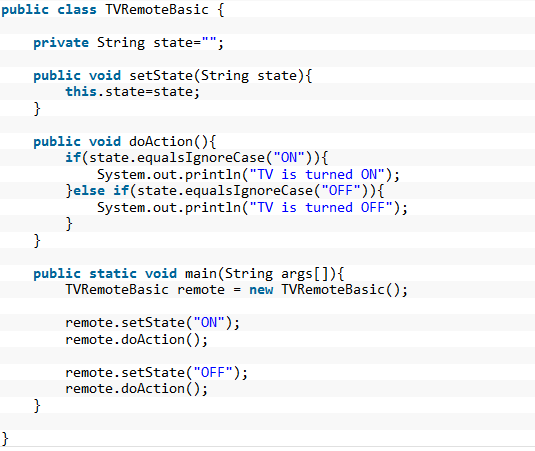 public class TVRemoteBasic {
private String state="";
public void setState(String state){
this.state=state;
}
public void doAction(){
if(state.equalsIgnoreCase("ON")){
System.out.println("TV is turned ON");
}else if(state.equalsIgnoreCase("OFF")){
System.out.println("TV is turned OFF");
}
}
public static void main(String args[]){
TVRemoteBasic remote = new TVRemoteBasic();
remote.setState("ON");
remote.doAction();
remote.setState("OFF");
remote.doAction();
}
}